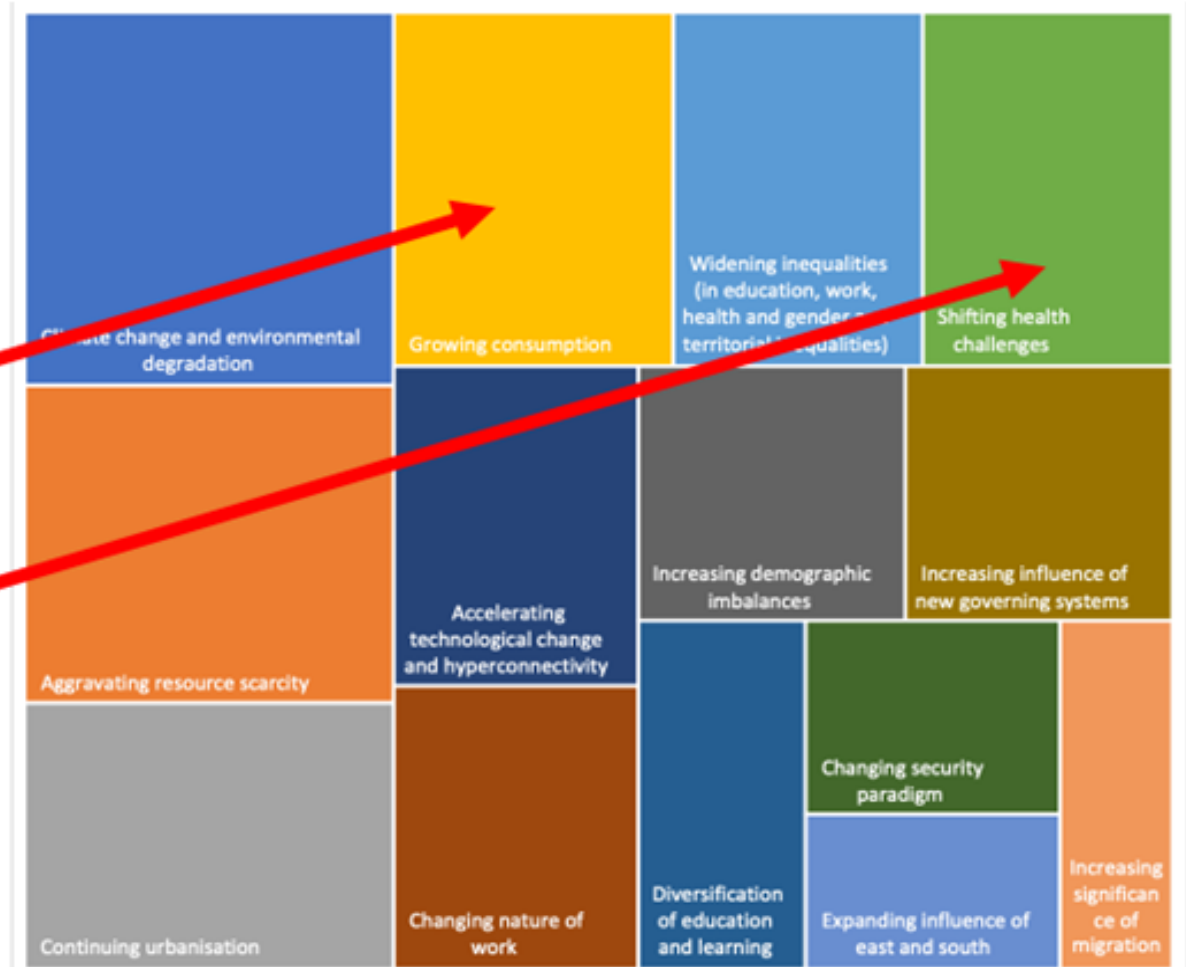 Climate change and environmental
degradation
Growing consumption
Widening inequalities
(in education, work,
health and gender
territorial inequalities)
Shifting health
challenges
Aggravating resource scarcity
Accelerating
technological change
and hyperconnectivity
Increasing demographic
imbalances
Increasing influence of
new governing systems
Continuing urbanisation
Changing nature of
work
Diversification
of education
and learning
Changing security
paradigm
Expanding influence of
east and south
Increasing
significan
ce of
migration